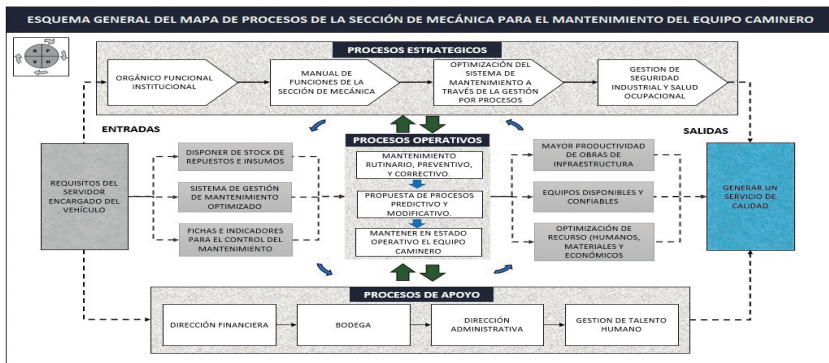 ESQUEMA GENERAL DEL MAPA DE PROCESOS DE LA SECCIÓN DE MECÁNICA PARA EL MANTENIMIENTO DEL EQUIPO CAMINERO
A P
V H
PROCESOS ESTRATEGICOS
ORGÁNICO FUNCIONAL
INSTITUCIONAL
MANUAL DE
FUNCIONES DE LA
SECCIÓN DE MECÁNICA
OPTIMIZACIÓN DEL
SISTEMA DE
MANTENIMIENTO A
TRAVÉS DE LA GESTIÓN
POR PROCESOS
GESTION DE
SEGURIDAD
INDUSTRIAL Y SALUD
OCUPACIONAL
ENTRADAS
SALIDAS
REQUISITOS DEL
SERVIDOR
ENCARGADO DEL
VEHÍCULO
DISPONER DE STOCK DE
REPUESTOS E INSUMOS
SISTEMA DE GESTIÓN
DE MANTENIMIENTO
OPTIMIZADO
FICHAS E INDICADORES
PARA EL CONTROL DEL
MANTENIMIENTO
PROCESOS OPERATIVOS
MANTENIMIENTO
RUTINARIO, PREVENTIVO,
Y CORRECTIVO.
PROPUESTA DE PROCESOS
PREDICTIVO Y
MODIFICATIVO.
MANTENER EN ESTADO
OPERATIVO EL EQUIPO
CAMINERO
MAYOR PRODUCTIVIDAD
DE OBRAS DE
INFRAESTRUCTURA
EQUIPOS DISPONIBLES Y
CONFIABLES
OPTIMIZACIÓN DE
RECURSO (HUMANOS,
MATERIALES Y
ECONÓMICOS
GENERAR UN
SERVICIO DE
CALIDAD
PROCESOS DE APOYO
DIRECCIÓN FINANCIERA
BODEGA
DIRECCIÓN
ADMINISTRATIVA
GESTION DE TALENTO
HUMANO